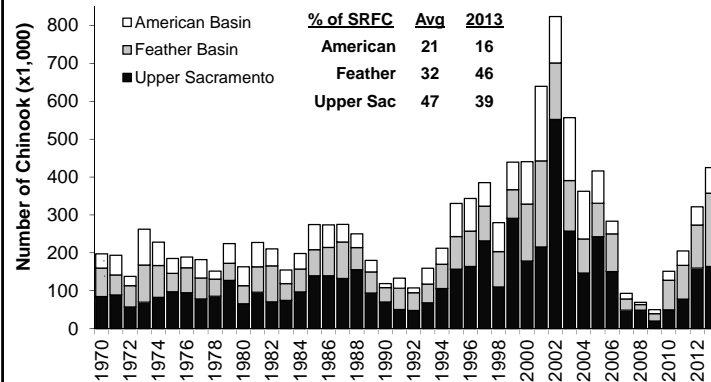 Number of Chinook (x1,000)
800
700
600
500
400
300
200
100
0
American Basin
Feather Basin
Upper Sacramento
% of SRFC Avg 2013
American 21 16
Feather 32 46
Upper Sac 47 39
1970 1972 1974 1976 1978 1980 1982 1984 1986 1988 1990 1992 1994 1996 1998 2000 2002 2004 2006 2008 2010 2012